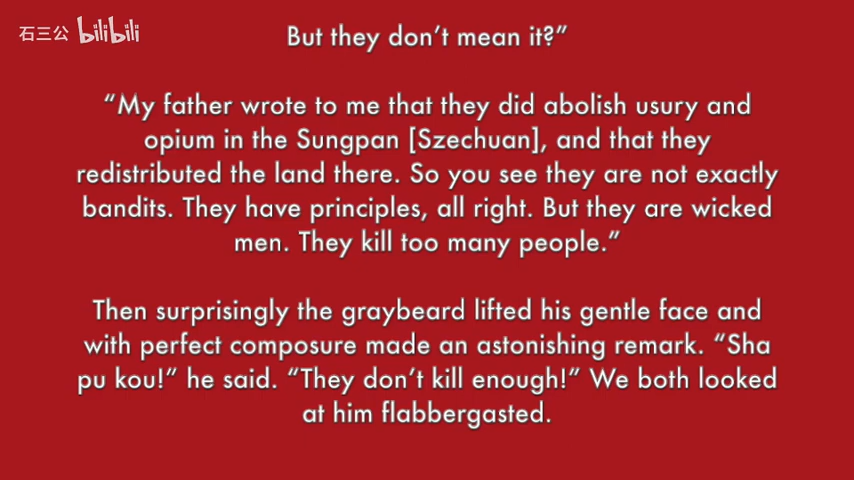 石三公 bilibili
But they don’t mean it?”
“My father wrote to me that they did abolish usury and
opium in the Sungpan [Szechuan], and that they
redistributed the land there. So you see they are not exactly
bandits. They have principles, all right. But they are wicked
men. They kill too many people.”
Then surprisingly the graybeard lifted his gentle face and
with perfect composure made an astonishing remark. “Sha
pu kou!” he said. “They don’t kill enough!” We both looked
at him flabbergasted.